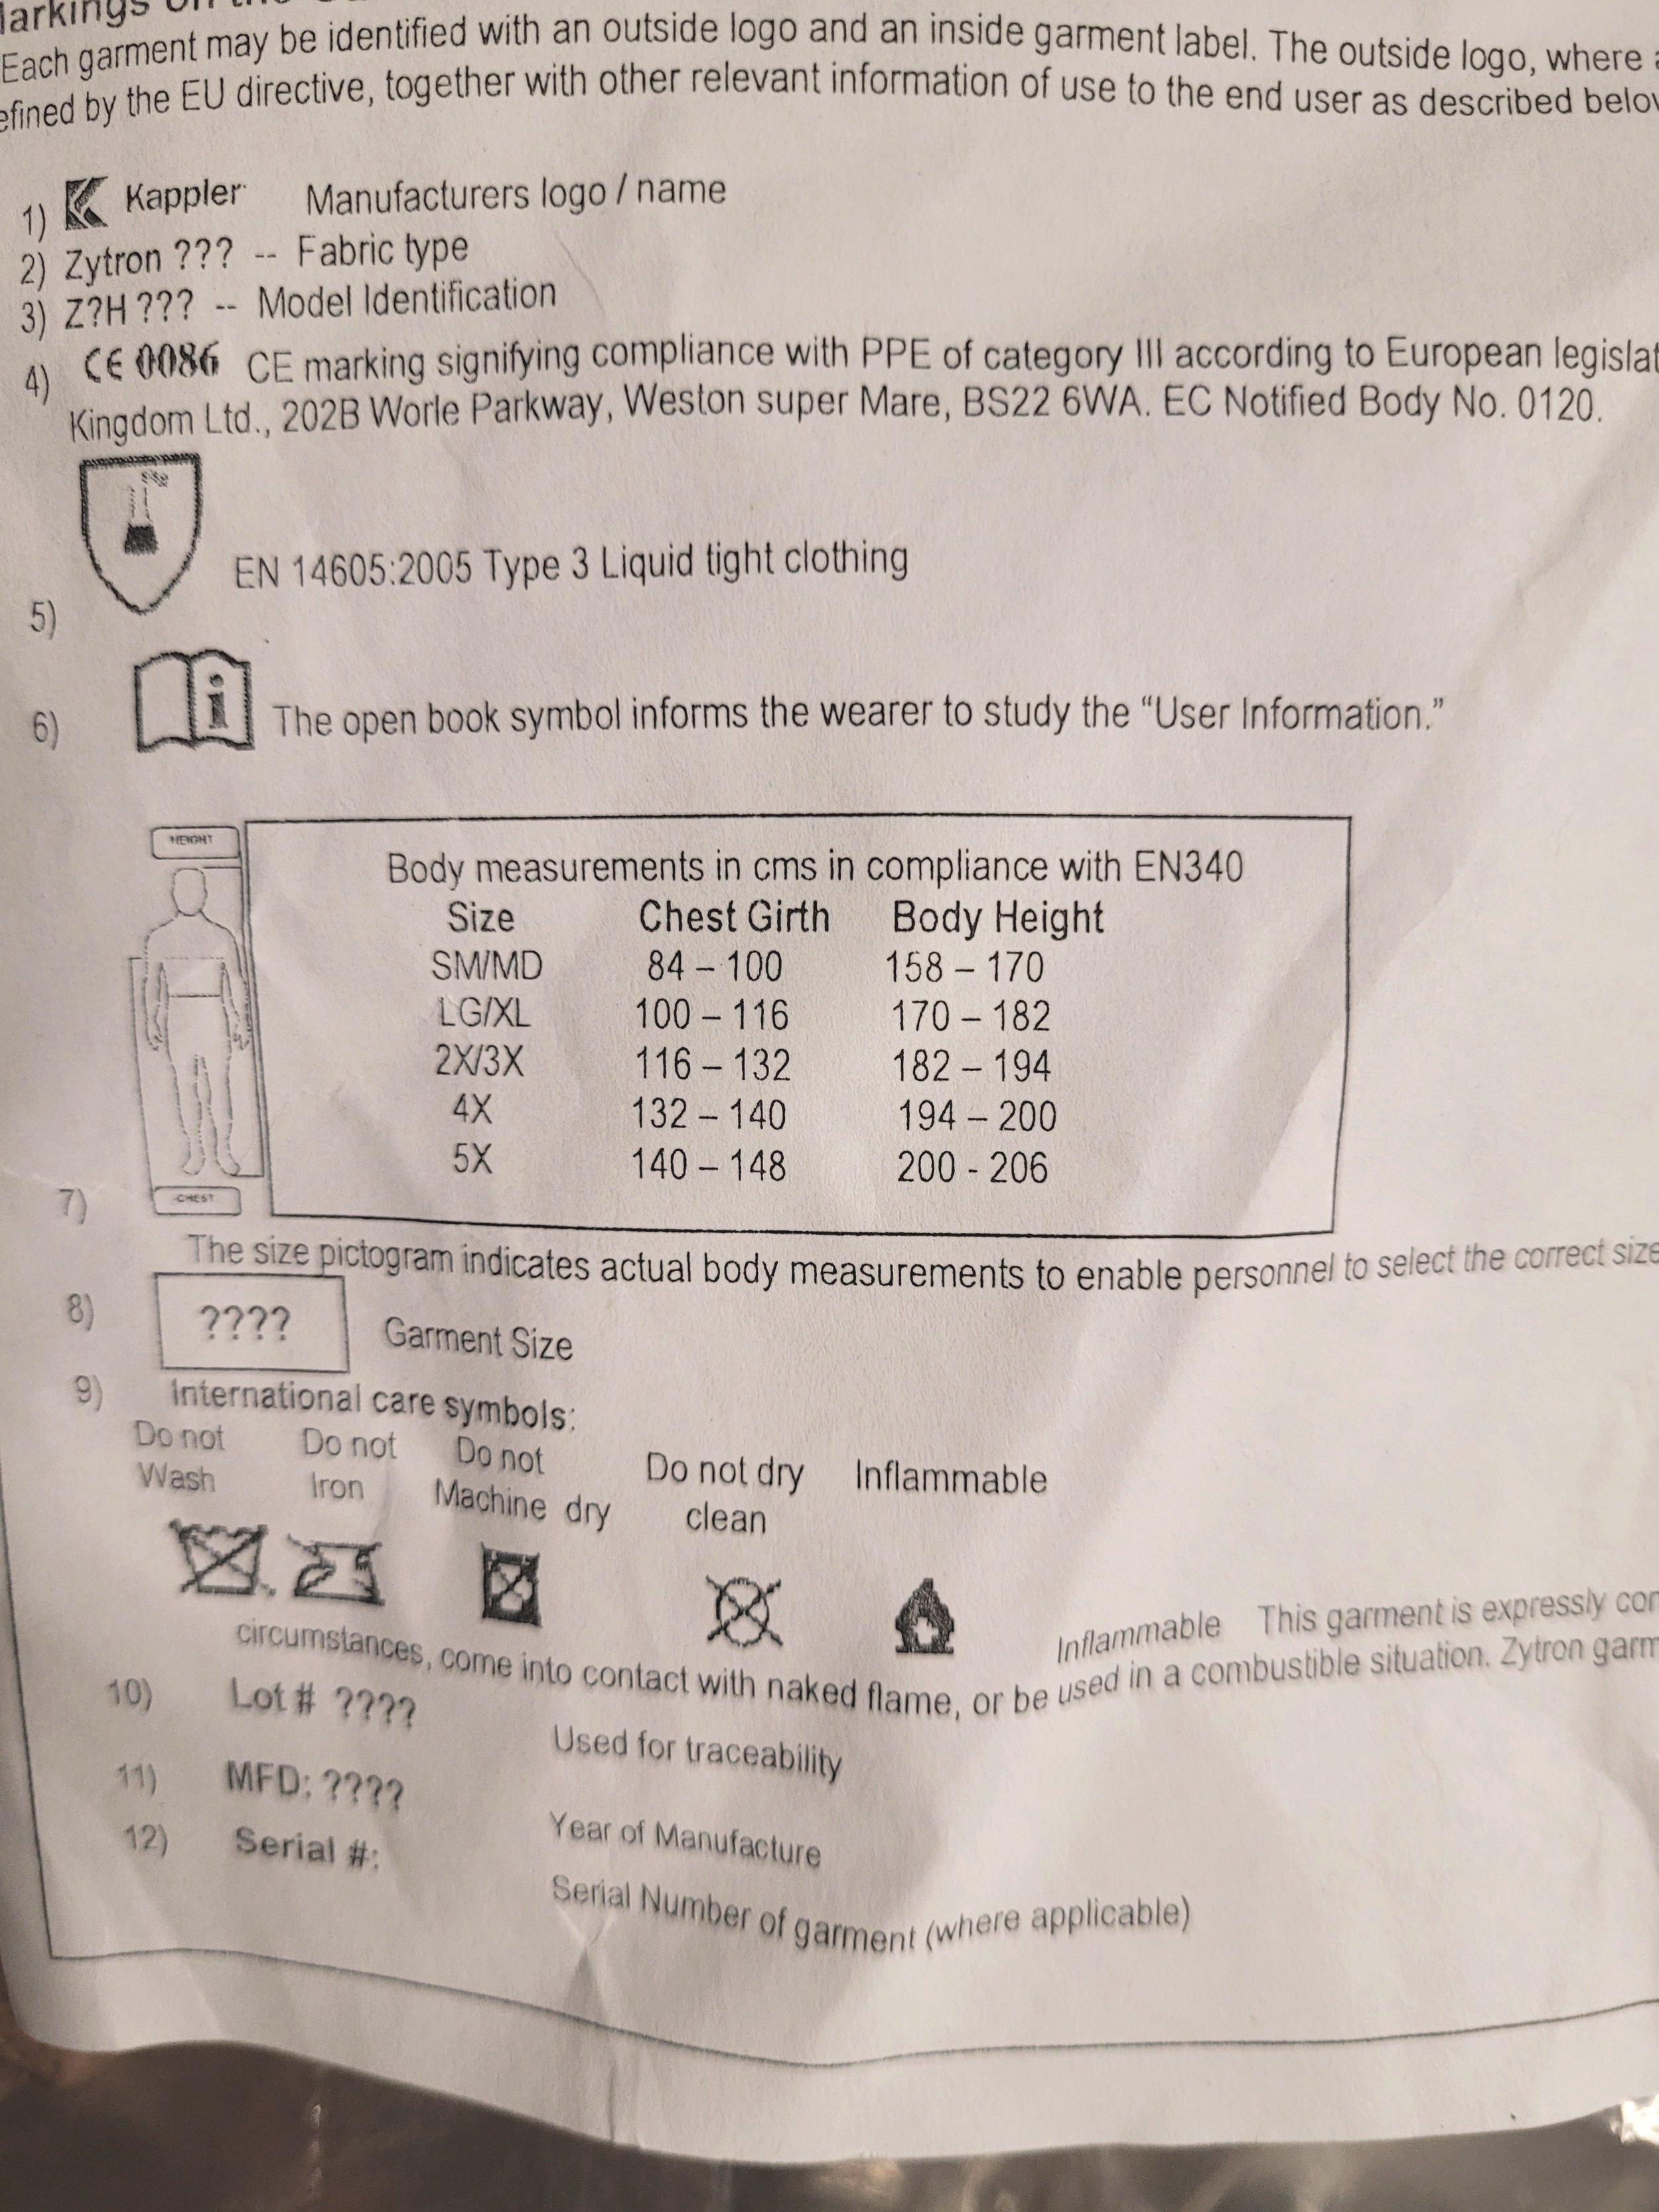 Markings on the
Each garment may be identified with an outside logo and an inside garment label. The outside logo, where
efined by the EU directive, together with other relevant information of use to the end user as described below
1) K Kappler Manufacturers logo / name
2) Zytron ??? -- Fabric type
3) Z?H ??? -- Model Identification
4) CE 0086 CE marking signifying compliance with PPE of category III according to European legislat
Kingdom Ltd., 202B Worle Parkway, Weston super Mare, BS22 6WA. EC Notified Body No. 0120.
5) EN 14605:2005 Type 3 Liquid tight clothing
6) i The open book symbol informs the wearer to study the “User Information.”
HEIGHT
Body measurements in cms in compliance with EN340
Size Chest Girth Body Height
SM/MD 84 – 100 158 – 170
LG/XL 100 – 116 170 – 182
2X/3X 116 – 132 182 – 194
4X 132 – 140 194 – 200
5X 140 – 148 200 - 206
7) CHEST
The size pictogram indicates actual body measurements to enable personnel to select the correct size
8) ???? Garment Size
9) International care symbols:
Do not Do not Do not Do not dry Inflammable
Wash Iron Machine dry clean
Inflammable This garment is expressly con
circumstances, come into contact with naked flame, or be used in a combustible situation. Zytron garm
10) Lot # ???? Used for traceability
11) MFD: ???? Year of Manufacture
12) Serial #: Serial Number of garment (where applicable)